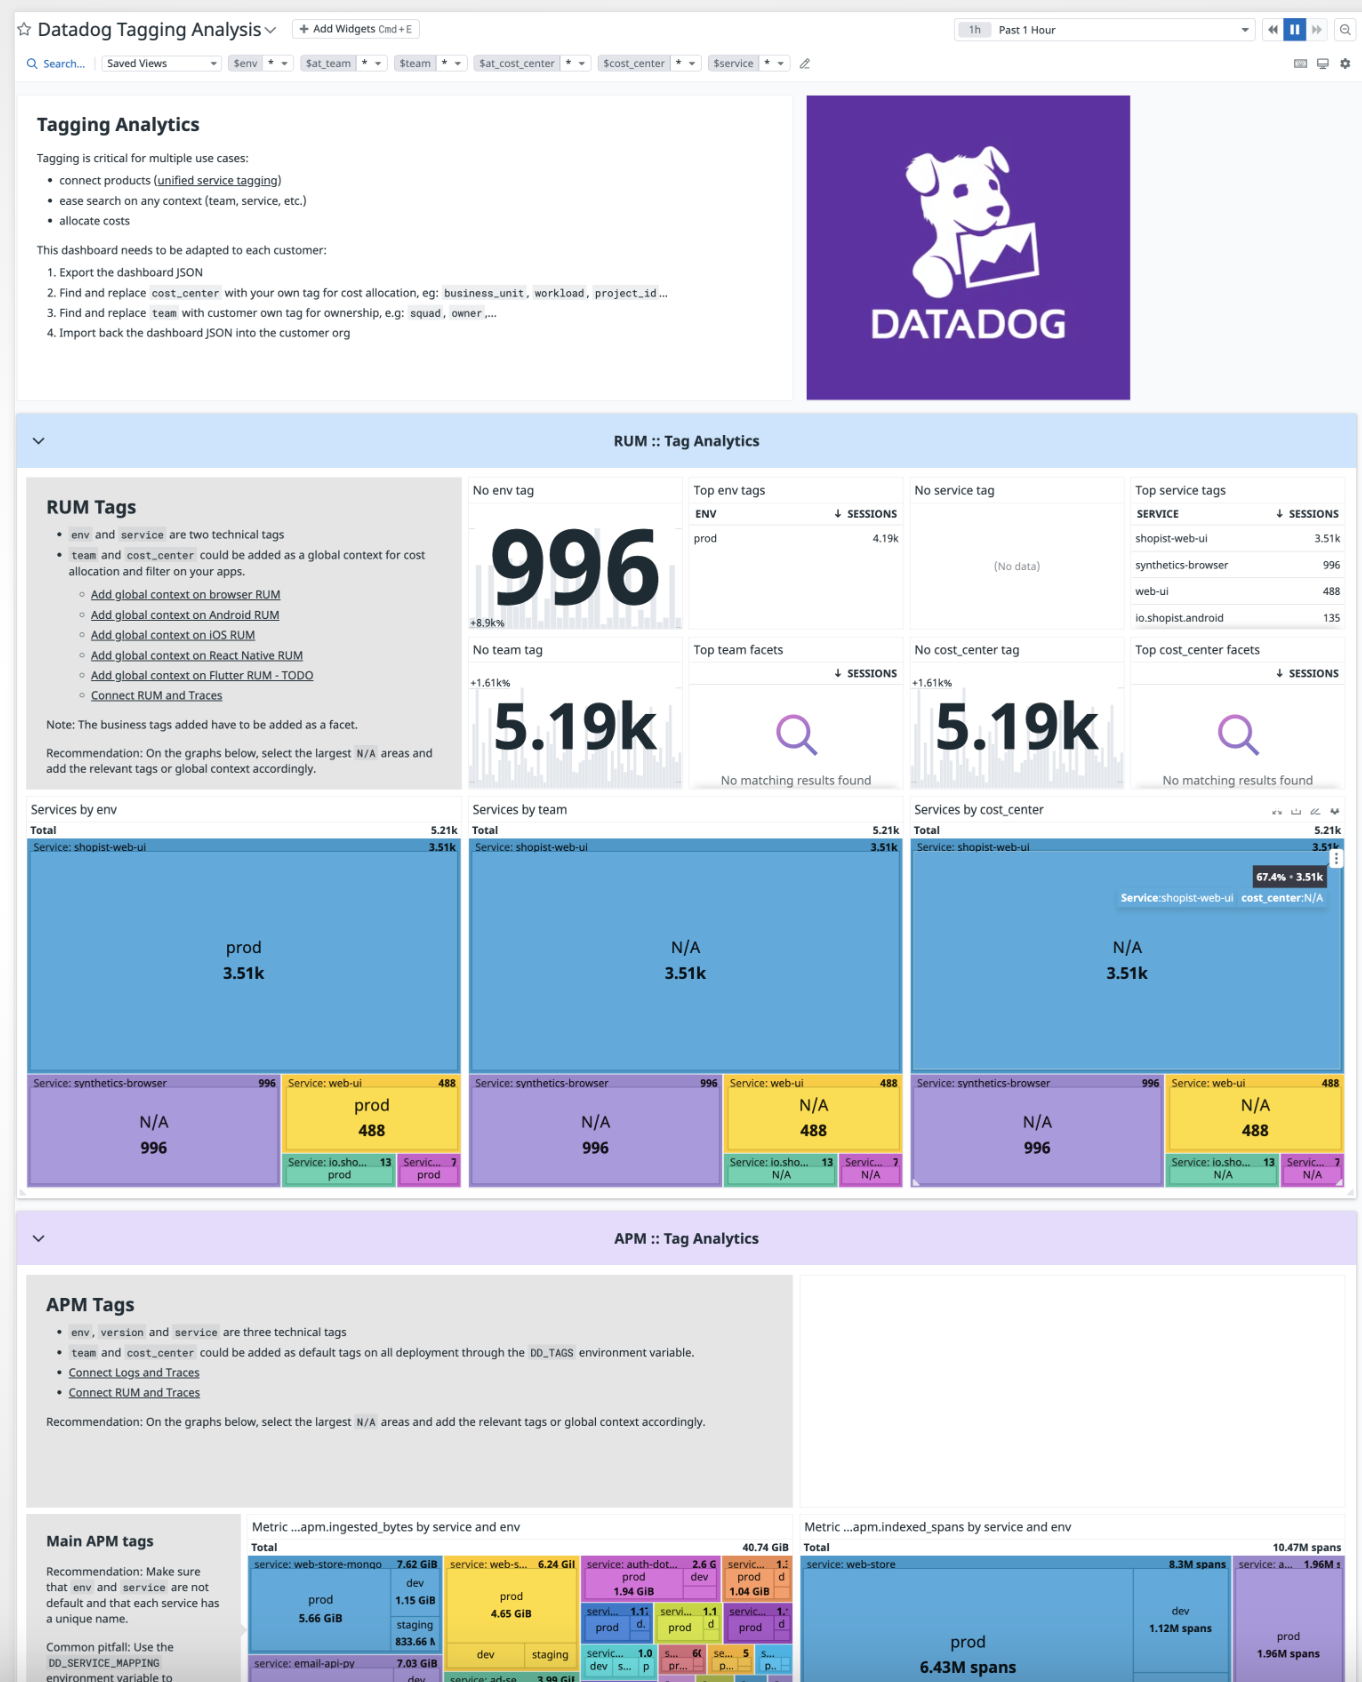 Datadog Tagging Analysis
+ Add Widgets Cmd+E
1h Past 1 Hour
Search...
Saved Views
$env *
$at_team *
$team *
$at_cost_center *
$cost_center *
$service *
Tagging Analytics
Tagging is critical for multiple use cases:
• connect products (unified service tagging)
• ease search on any context (team, service, etc.)
• allocate costs
This dashboard needs to be adapted to each customer:
1. Export the dashboard JSON
2. Find and replace cost_center with your own tag for cost allocation, eg: business_unit, workload, project_id...
3. Find and replace team with customer own tag for ownership, e.g: squad, owner,...
4. Import back the dashboard JSON into the customer org
DATADOG
RUM :: Tag Analytics
RUM Tags
• env and service are two technical tags
• team and cost_center could be added as a global context for cost
allocation and filter on your apps.
◦ Add global context on browser RUM
◦ Add global context on Android RUM
◦ Add global context on iOS RUM
◦ Add global context on React Native RUM
◦ Add global context on Flutter RUM - TODO
◦ Connect RUM and Traces
Note: The business tags added have to be added as a facet.
Recommendation: On the graphs below, select the largest N/A areas and
add the relevant tags or global context accordingly.
No env tag
996
+8.9k%
Top env tags
ENV ↓ SESSIONS
prod 4.19k
No service tag
(No data)
Top service tags
SERVICE ↓ SESSIONS
shopist-web-ui 3.51k
synthetics-browser 996
web-ui 488
io.shopist.android 135
No team tag
+1.61k%
5.19k
Top team facets
↓ SESSIONS
No matching results found
No cost_center tag
+1.61k%
5.19k
Top cost_center facets
↓ SESSIONS
No matching results found
Services by env
Total 5.21k
Service: shopist-web-ui 3.51k
prod
3.51k
Service: synthetics-browser 996
N/A
996
Service: web-ui 488
prod
488
Service: io.sho... 13
prod
Servic... 7
prod
Services by team
Total 5.21k
Service: shopist-web-ui 3.51k
N/A
3.51k
Service: synthetics-browser 996
N/A
996
Service: web-ui 488
N/A
488
Service: io.sho... 13
N/A
Servic... 7
N/A
Services by cost_center
Total 5.21k
Service: shopist-web-ui 3.51k
67.4% • 3.51k
Service:shopist-web-ui cost_center:N/A
N/A
3.51k
Service: synthetics-browser 996
N/A
996
Service: web-ui 488
N/A
488
Service: io.sho... 13
N/A
Servic... 7
N/A
APM :: Tag Analytics
APM Tags
• env, version and service are three technical tags
• team and cost_center could be added as default tags on all deployment through the DD_TAGS environment variable.
• Connect Logs and Traces
• Connect RUM and Traces
Recommendation: On the graphs below, select the largest N/A areas and add the relevant tags or global context accordingly.
Main APM tags
Recommendation: Make sure
that env and service are not
default and that each service has
a unique name.
Common pitfall: Use the
DD_SERVICE_MAPPING
environment variable to
Metric ...apm.ingested_bytes by service and env
Total 40.74 GiB
service: web-store-mongo 7.62 GiB
prod
5.66 GiB
dev
1.15 GiB
staging
833.66 M
service: email-api-py 7.03 GiB
dev
service: web-s... 6.24 GiB
prod
4.65 GiB
dev
staging
service: ad-se... 3.99 GiB
service: auth-dot... 2.6 G
prod
1.94 GiB
dev
servic...
prod
1.04 GiB
d
servi...
prod
d.
servi... 1.1
prod
d
servic...
prod
d
servic... 1.0
dev s... p
s...
pr...
se... 5
p...
s...
p..
Metric ...apm.indexed_spans by service and env
Total 10.47M spans
service: web-store 8.3M spans
prod
6.43M spans
dev
1.12M spans
service: a... 1.96M s
prod
1.96M spans